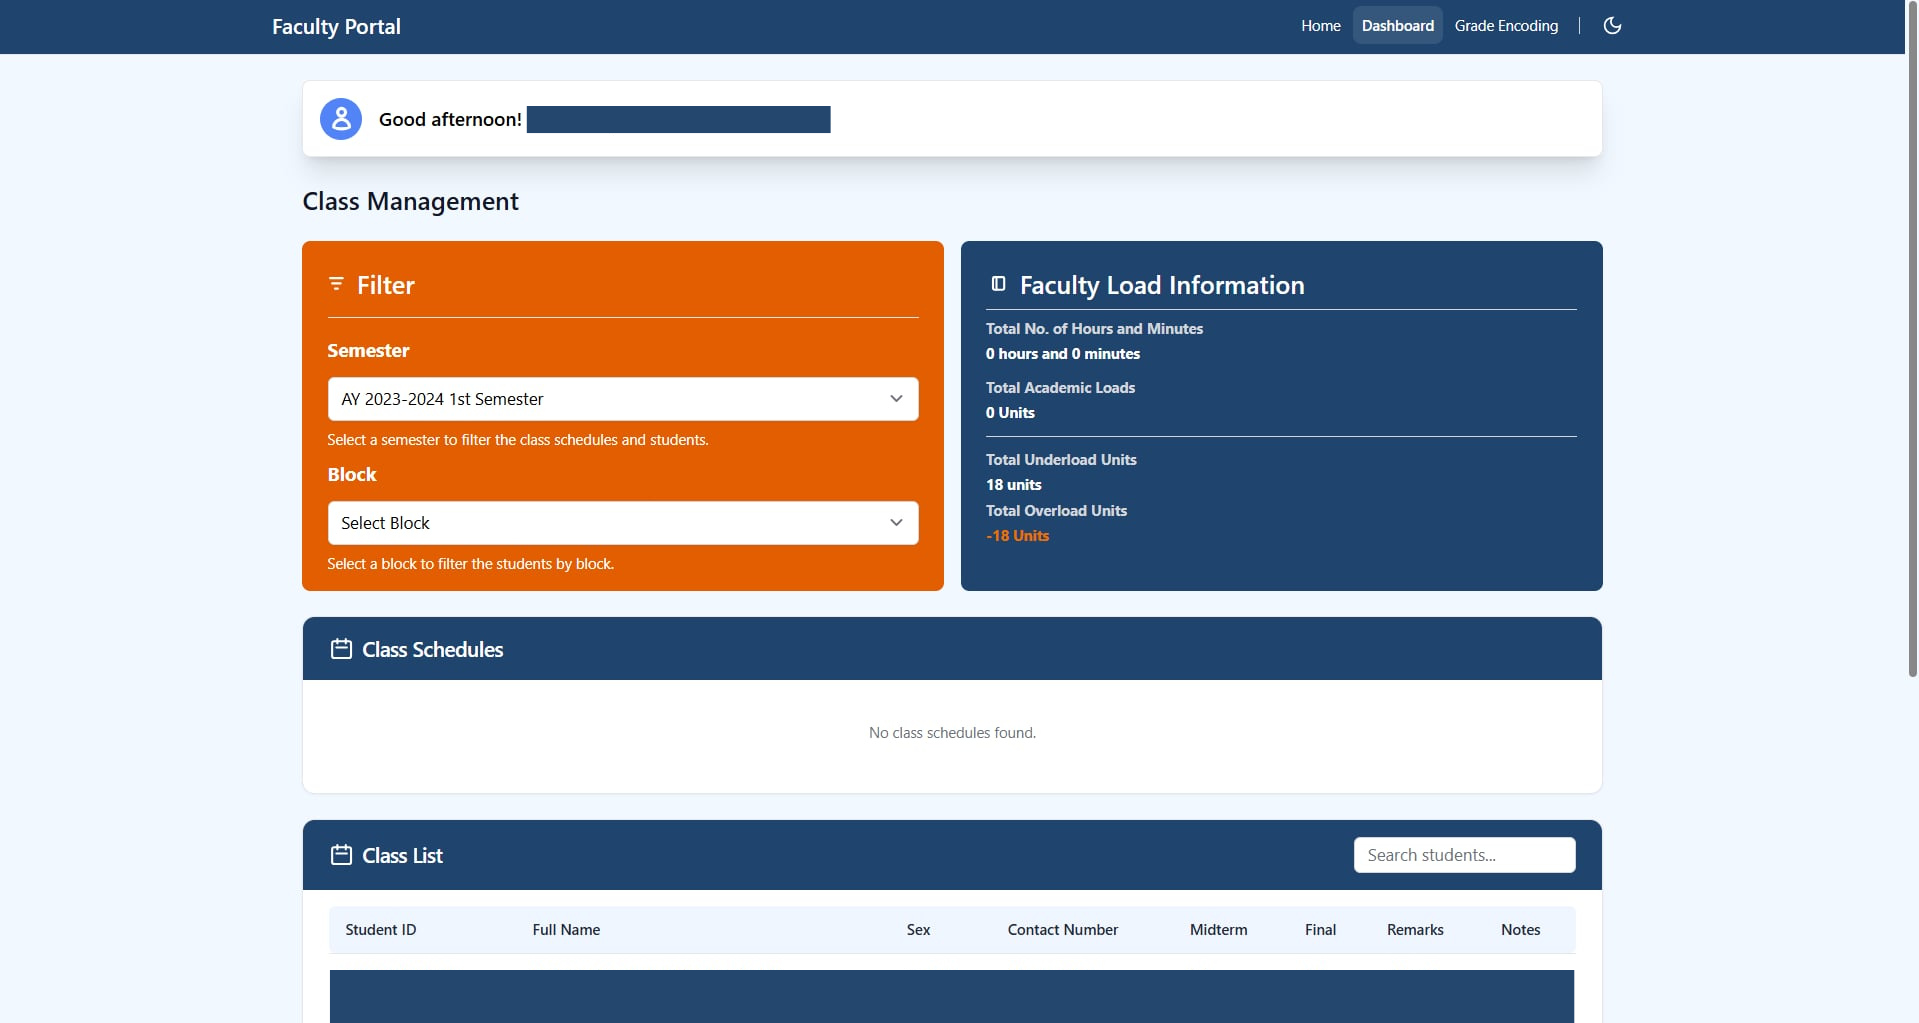 Faculty Portal
Home
Dashboard
Grade Encoding
Good afternoon!
Class Management
Filter
Semester
AY 2023-2024 1st Semester
Select a semester to filter the class schedules and students.
Block
Select Block
Select a block to filter the students by block.
Faculty Load Information
Total No. of Hours and Minutes
0 hours and 0 minutes
Total Academic Loads
0 Units
Total Underload Units
18 units
Total Overload Units
-18 Units
Class Schedules
No class schedules found.
Class List
Search students...
Student ID
Full Name
Sex
Contact Number
Midterm
Final
Remarks
Notes